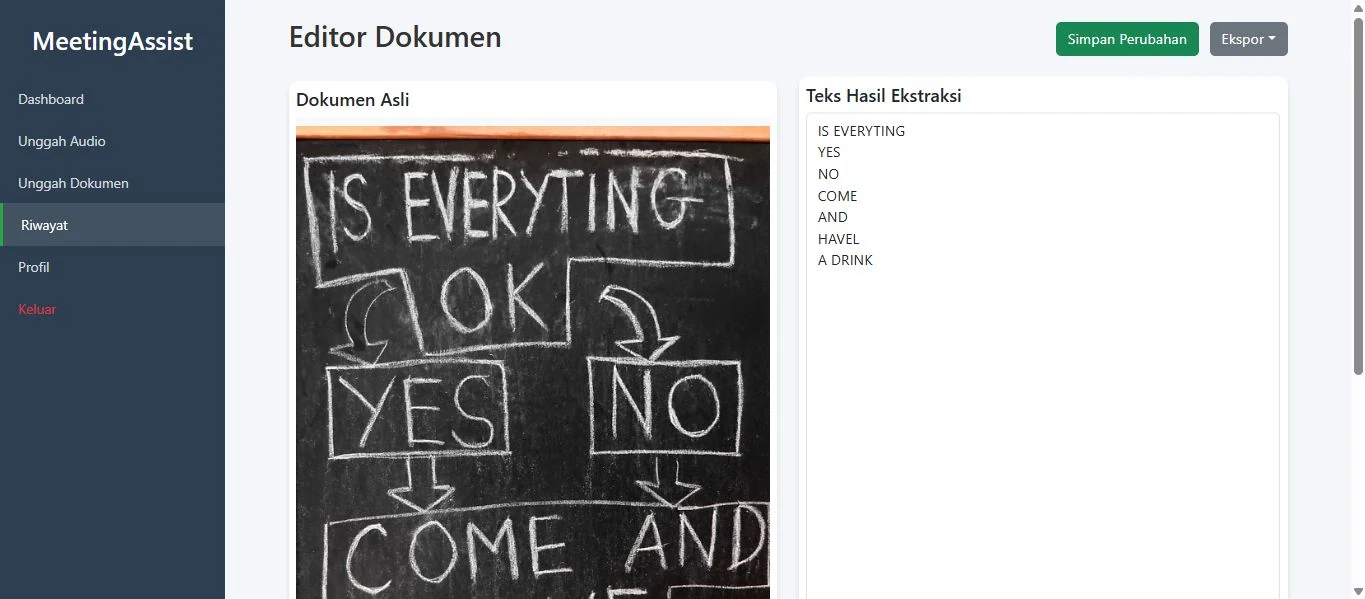 MeetingAssist
Dashboard
Unggah Audio
Unggah Dokumen
Riwayat
Profil
Keluar
Editor Dokumen
Simpan Perubahan
Ekspor
Dokumen Asli
IS EVERYTING
OK
YES
NO
COME AND
Teks Hasil Ekstraksi
IS EVERYTING
YES
NO
COME
AND
HAVEL
A DRINK